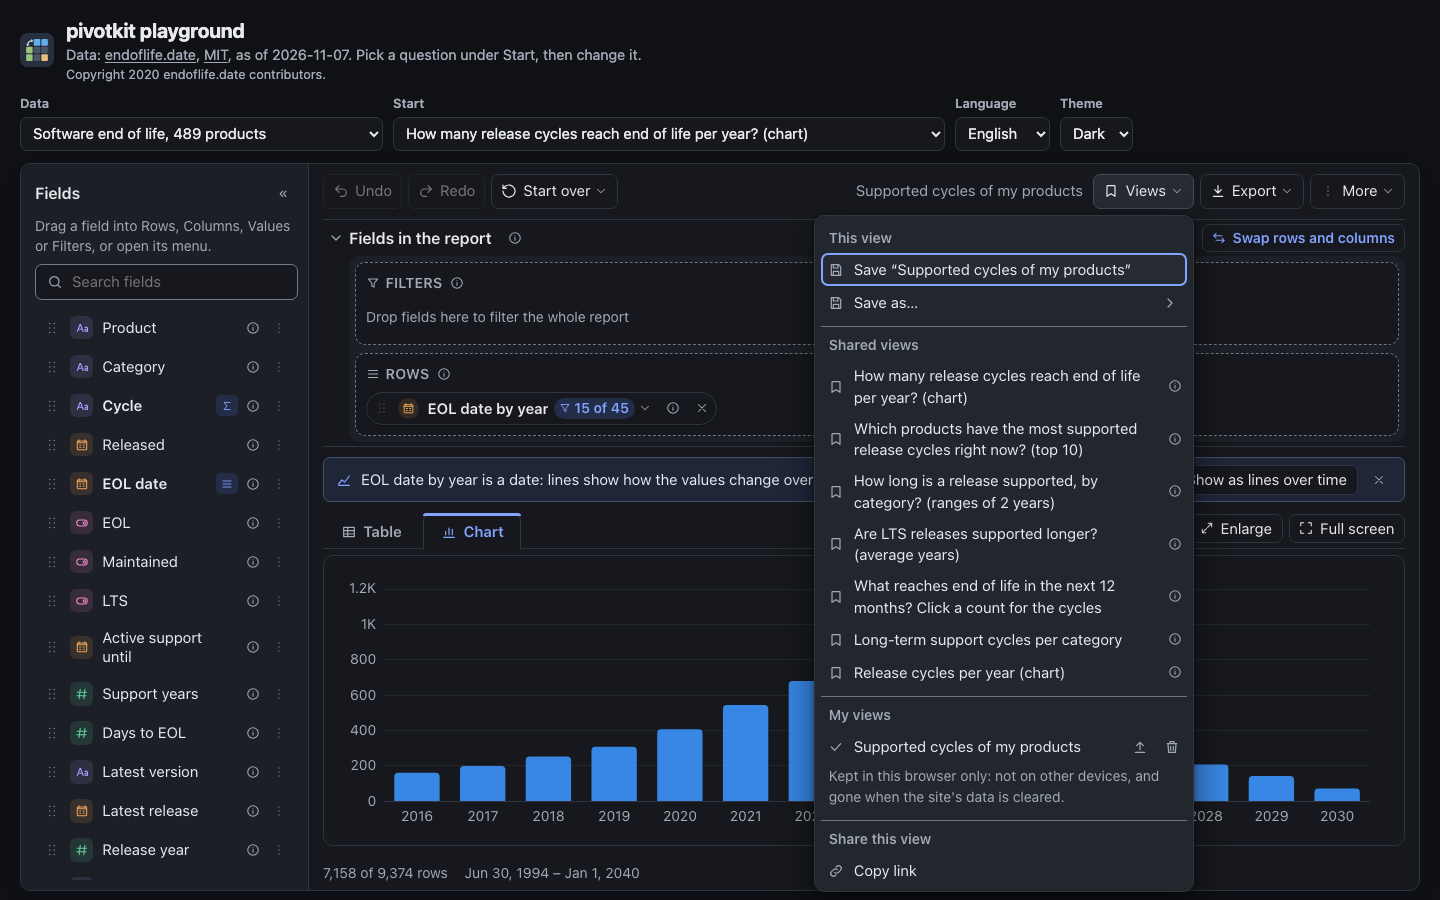 pivotkit playground
Data: endoflife.date, MIT, as of 2026-11-07. Pick a question under Start, then change it.
Copyright 2020 endoflife.date contributors.
Data
Start
Language
Theme
Software end of life, 489 products
How many release cycles reach end of life per year? (chart)
English
Dark
Fields
«
Drag a field into Rows, Columns, Values
or Filters, or open its menu.
Search fields
Aa Product
Aa Category
Aa Cycle Σ
Released
EOL date
EOL
Maintained
LTS
Active support
until
# Support years
# Days to EOL
Aa Latest version
Latest release
# Release year
Undo
Redo
Start over
Supported cycles of my products
Views
Export
More
Fields in the report
Swap rows and columns
FILTERS
Drop fields here to filter the whole report
ROWS
EOL date by year
15 of 45
EOL date by year is a date: lines show how the values change over
Show as lines over time
Table
Chart
Enlarge
Full screen
1.2K
1K
800
600
400
200
0
2016
2017
2018
2019
2020
2021
2028
2029
2030
7,158 of 9,374 rows
Jun 30, 1994 – Jan 1, 2040
This view
Save “Supported cycles of my products”
Save as...
Shared views
How many release cycles reach end of life
per year? (chart)
Which products have the most supported
release cycles right now? (top 10)
How long is a release supported, by
category? (ranges of 2 years)
Are LTS releases supported longer?
(average years)
What reaches end of life in the next 12
months? Click a count for the cycles
Long-term support cycles per category
Release cycles per year (chart)
My views
Supported cycles of my products
Kept in this browser only: not on other devices, and
gone when the site's data is cleared.
Share this view
Copy link